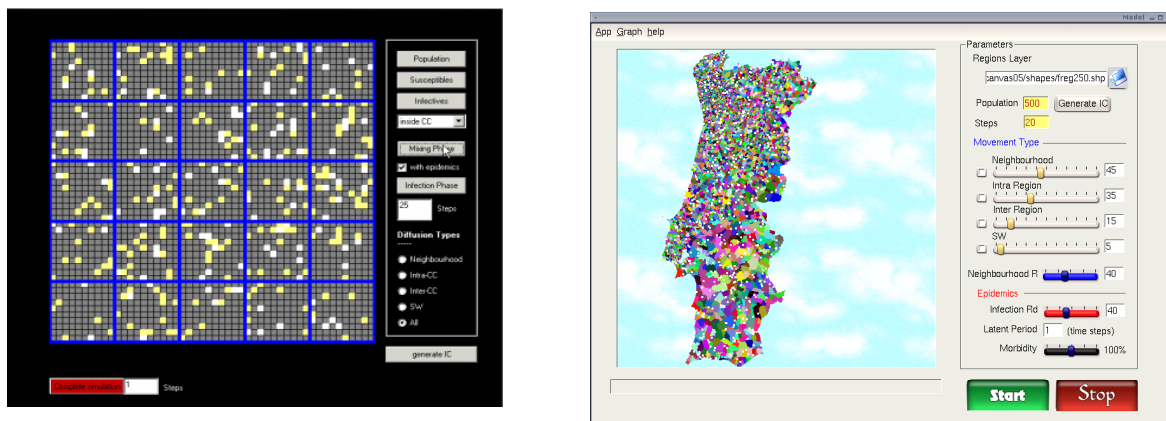 Population
Susceptibles
Infectives
inside CC
Mixing Phase
with epidemics
Infection Phase
25 Steps
Diffusion Types
-----
Neighbourhood
Intra-CC
Inter-CC
SW
All
generate IC
Complete simulation 1 Steps
Model
App Graph help
Parameters
Regions Layer
canvas05/shapes/freg250.shp
Population 500 Generate IC
Steps 20
Movement Type
Neighbourhood 45
Intra Region 35
Inter Region 15
SW 5
Neighbourhood R 40
Epidemics
Infection Rd 40
Latent Period 1 (time steps)
Morbidity 100%
Start Stop